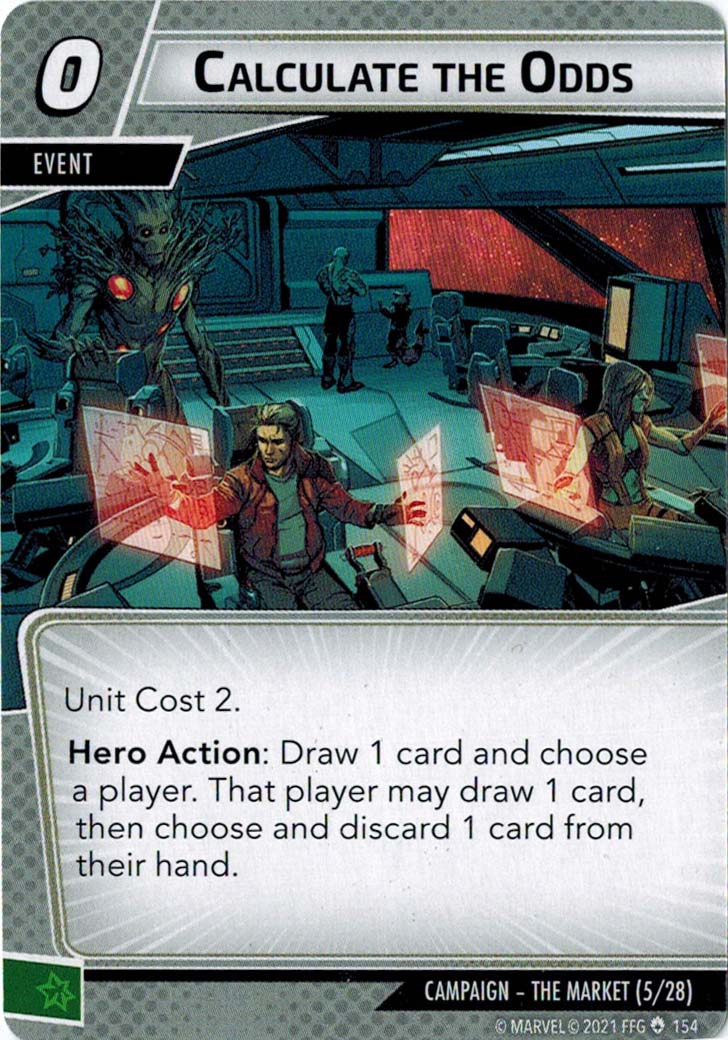 0
CALCULATE THE ODDS
EVENT
Unit Cost 2.
Hero Action: Draw 1 card and choose
a player. That player may draw 1 card,
then choose and discard 1 card from
their hand.
CAMPAIGN – THE MARKET (5/28)
© MARVEL © 2021 FFG 154